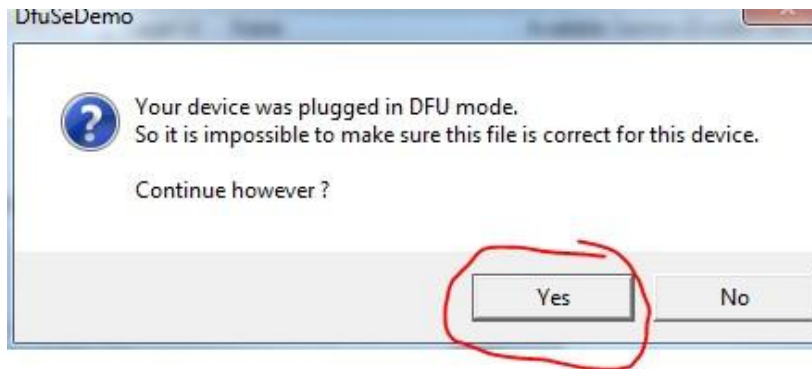 DfuSeDemo
Your device was plugged in DFU mode.
So it is impossible to make sure this file is correct for this device.
Continue however ?
Yes
No